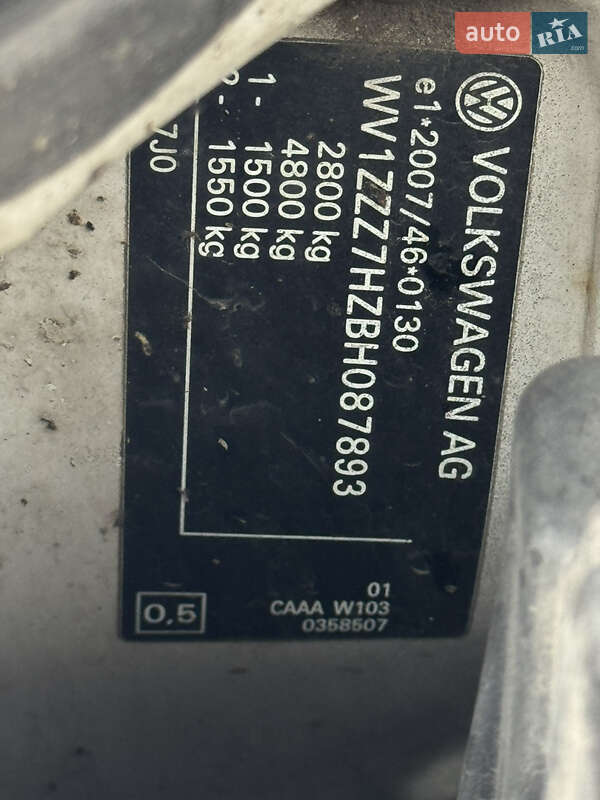 auto RIA
.com
VOLKSWAGEN AG
e1*2007/46*0130
WV1ZZZ7HZBH087893
2800 kg
4800 kg
1 - 1500 kg
2 - 1550 kg
7J0
01
CAAA W103
0358507
0,5